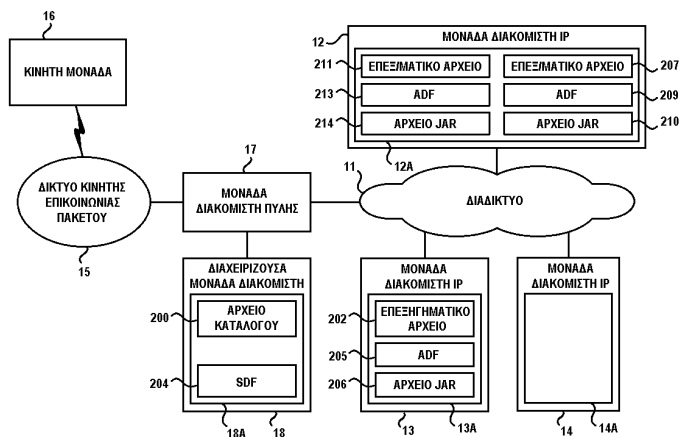 16
ΚΙΝΗΤΗ ΜΟΝΑΔΑ
12
ΜΟΝΑΔΑ ΔΙΑΚΟΜΙΣΤΗ IP
211
ΕΠΕΞ/ΜΑΤΙΚΟ ΑΡΧΕΙΟ
ΕΠΕΞ/ΜΑΤΙΚΟ ΑΡΧΕΙΟ
207
213
ADF
ADF
209
214
ΑΡΧΕΙΟ JAR
ΑΡΧΕΙΟ JAR
210
12A
ΔΙΚΤΥΟ ΚΙΝΗΤΗΣ
ΕΠΙΚΟΙΝΩΝΙΑΣ
ΠΑΚΕΤΟΥ
15
17
ΜΟΝΑΔΑ
ΔΙΑΚΟΜΙΣΤΗ ΠΥΛΗΣ
11
ΔΙΑΔΙΚΤΥΟ
ΔΙΑΧΕΙΡΙΖΟΥΣΑ
ΜΟΝΑΔΑ ΔΙΑΚΟΜΙΣΤΗ
200
ΑΡΧΕΙΟ
ΚΑΤΑΛΟΓΟΥ
204
SDF
18A
18
ΜΟΝΑΔΑ
ΔΙΑΚΟΜΙΣΤΗ IP
202
ΕΠΕΞΗΓΗΜΑΤΙΚΟ
ΑΡΧΕΙΟ
205
ADF
206
ΑΡΧΕΙΟ JAR
13
13A
ΜΟΝΑΔΑ
ΔΙΑΚΟΜΙΣΤΗ IP
14
14A